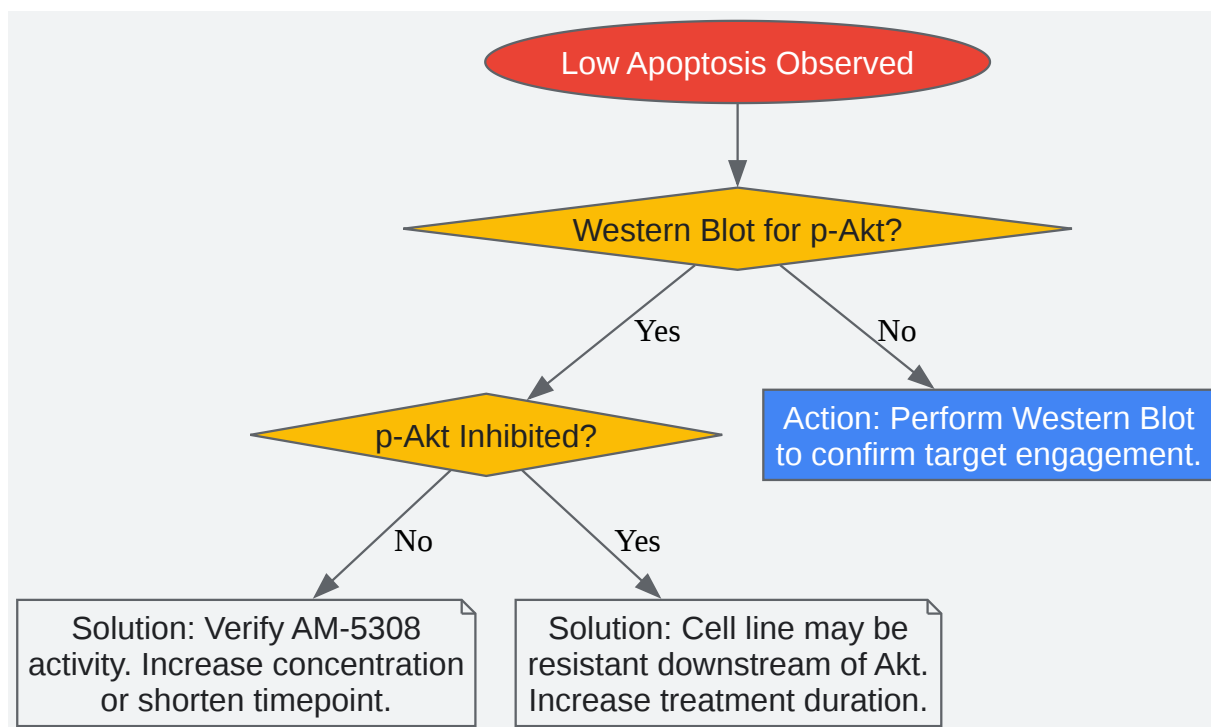 Low Apoptosis Observed
Western Blot for p-Akt?
Yes
No
p-Akt Inhibited?
Action: Perform Western Blot
to confirm target engagement.
No
Yes
Solution: Verify AM-5308
activity. Increase concentration
or shorten timepoint.
Solution: Cell line may be
resistant downstream of Akt.
Increase treatment duration.